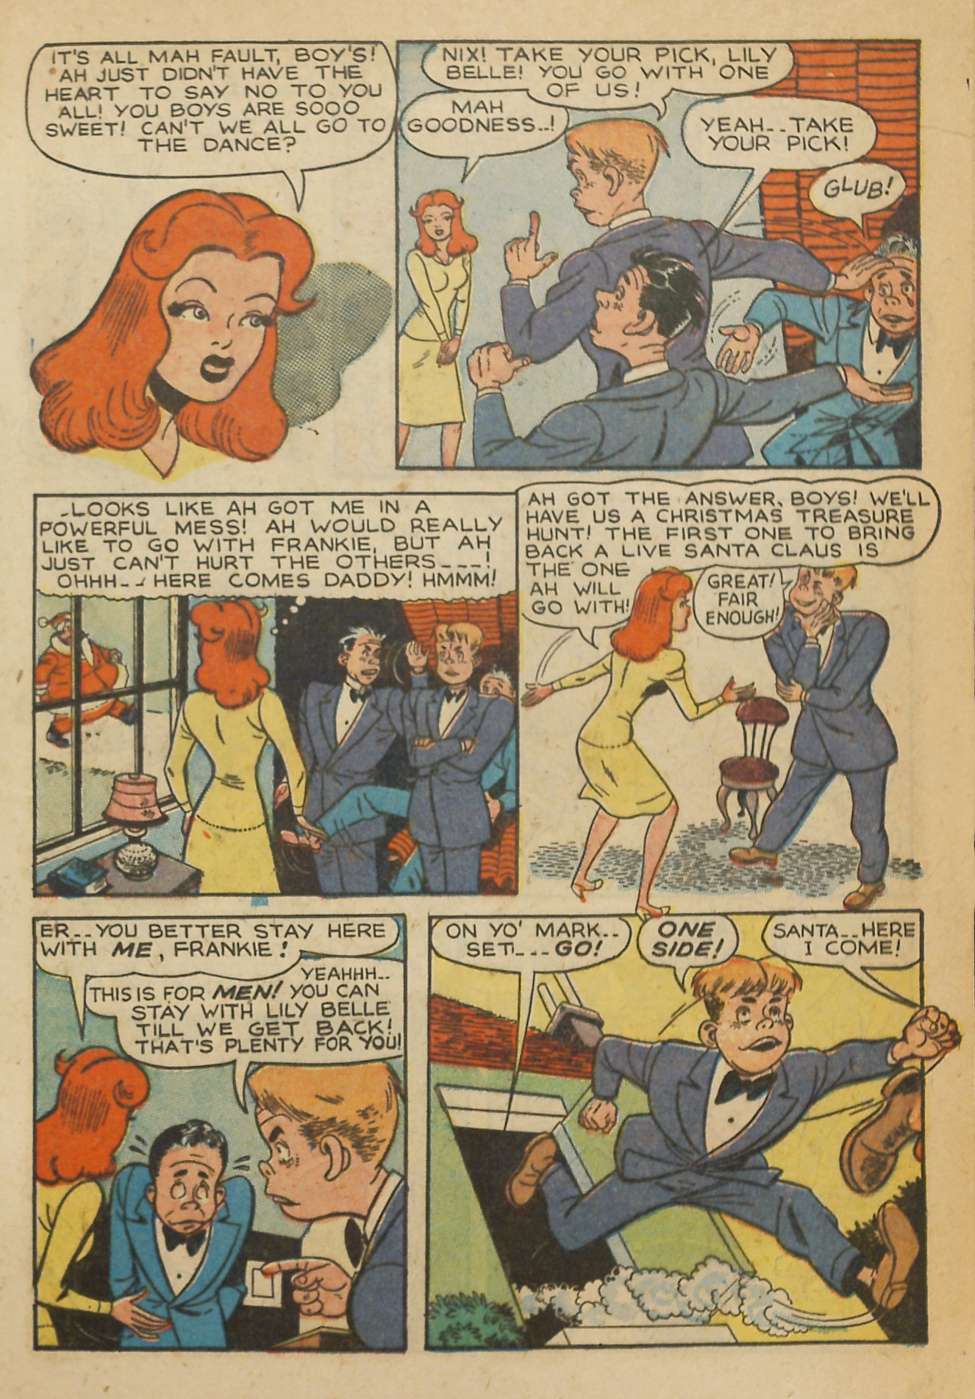 IT'S ALL MAH FAULT, BOY'S!
AH JUST DIDN'T HAVE THE
HEART TO SAY NO TO YOU
ALL! YOU BOYS ARE SOOO
SWEET! CAN'T WE ALL GO TO
THE DANCE?
NIX! TAKE YOUR PICK, LILY
BELLE! YOU GO WITH ONE
OF US!
MAH
GOODNESS..!
YEAH.. TAKE
YOUR PICK!
GLUB!
-LOOKS LIKE AH GOT ME IN A
POWERFUL MESS! AH WOULD REALLY
LIKE TO GO WITH FRANKIE, BUT AH
JUST CAN'T HURT THE OTHERS---!
OHHH--- HERE COMES DADDY! HMMM!
AH GOT THE ANSWER, BOYS! WE'LL
HAVE US A CHRISTMAS TREASURE
HUNT! THE FIRST ONE TO BRING
BACK A LIVE SANTA CLAUS IS
THE ONE
AH WILL
GO WITH!
GREAT!
FAIR
ENOUGH!
ER--YOU BETTER STAY HERE
WITH ME, FRANKIE!
YEAHHH..
THIS IS FOR MEN! YOU CAN
STAY WITH LILY BELLE
TILL WE GET BACK!
THAT'S PLENTY FOR YOU!
ON YO' MARK..
SET!...GO!
ONE
SIDE!
SANTA--HERE
I COME!